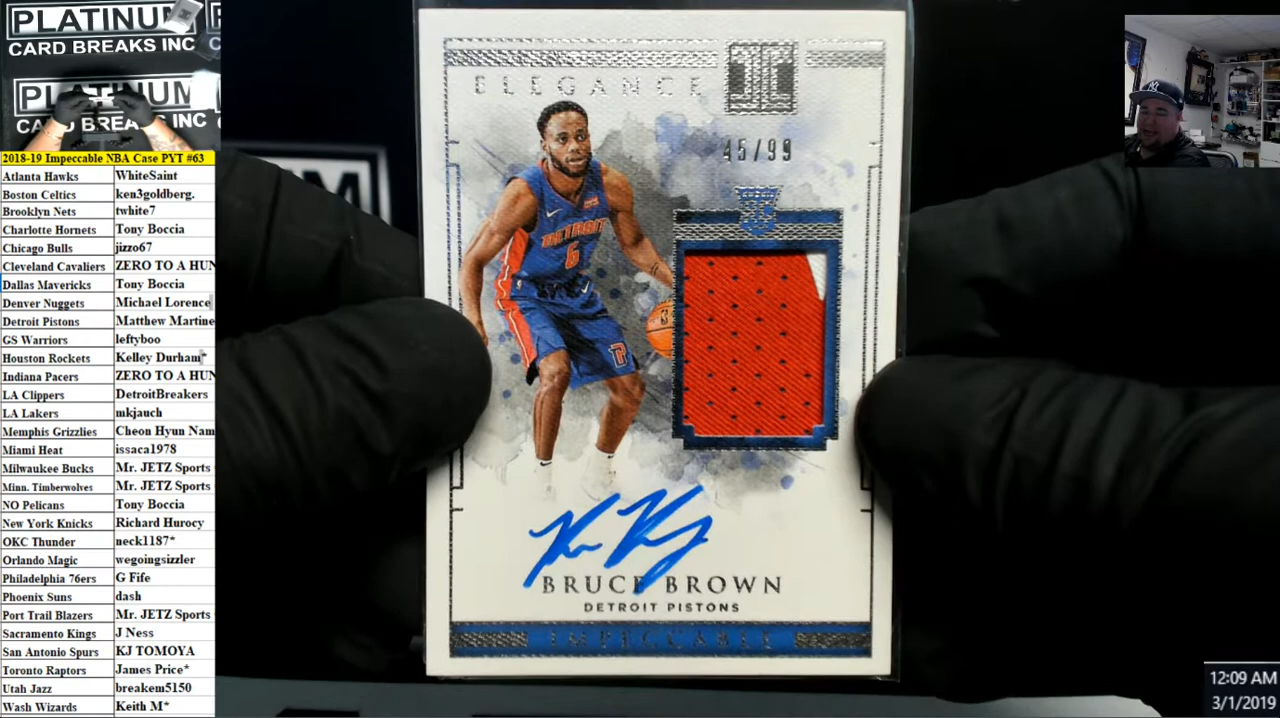 PLATINUM
CARD BREAKS INC
PLATINUM
CARD BREAKS INC
2018-19 Impeccable NBA Case PYT #63
Atlanta Hawks WhiteSaint
Boston Celtics ken3goldberg.
Brooklyn Nets twhite7
Charlotte Hornets Tony Boccia
Chicago Bulls jizzo67
Cleveland Cavaliers ZERO TO A HUN
Dallas Mavericks Tony Boccia
Denver Nuggets Michael Lorence
Detroit Pistons Matthew Martine
GS Warriors leftyboo
Houston Rockets Kelley Durham*
Indiana Pacers ZERO TO A HUN
LA Clippers DetroitBreakers
LA Lakers mkjauch
Memphis Grizzlies Cheon Hyun Nam
Miami Heat issaca1978
Milwaukee Bucks Mr. JETZ Sports
Minn. Timberwolves Mr. JETZ Sports
NO Pelicans Tony Boccia
New York Knicks Richard Hurocy
OKC Thunder neck1187*
Orlando Magic wegoingsizzler
Philadelphia 76ers G Fife
Phoenix Suns dash
Port Trail Blazers Mr. JETZ Sports
Sacramento Kings J Ness
San Antonio Spurs KJ TOMOYA
Toronto Raptors James Price*
Utah Jazz breakem5150
Wash Wizards Keith M*
ELEGANCE
45/99
DETROIT
6
BRUCE BROWN
DETROIT PISTONS
IMPECCABLE
12:09 AM
3/1/2019